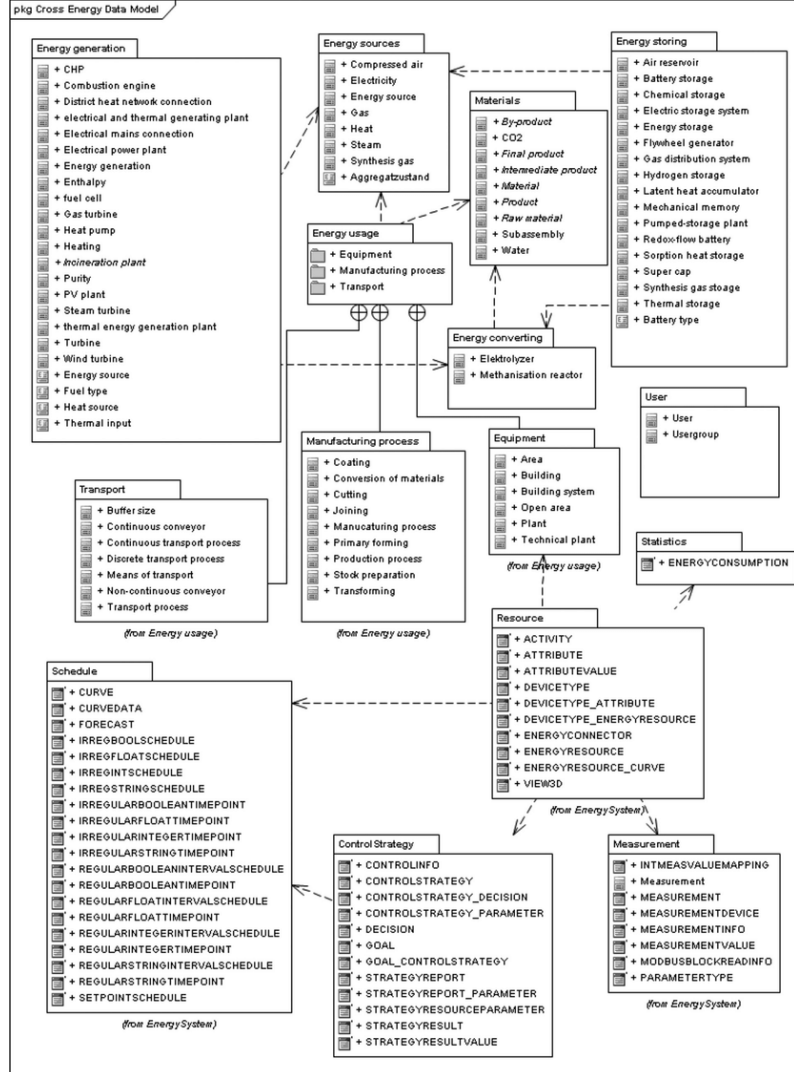 pkg Cross Energy Data Model
Energy generation
+ CHP
+ Combustion engine
+ District heat network connection
+ electrical and thermal generating plant
+ Electrical mains connection
+ Electrical power plant
+ Energy generation
+ Enthalpy
+ fuel cell
+ Gas turbine
+ Heat pump
+ Heating
+ Incineration plant
+ Purity
+ PV plant
+ Steam turbine
+ thermal energy generation plant
+ Turbine
+ Wind turbine
+ Energy source
+ Fuel type
+ Heat source
+ Thermal input
Energy sources
+ Compressed air
+ Electricity
+ Energy source
+ Gas
+ Heat
+ Steam
+ Synthesis gas
+ Aggregatzustand
Materials
+ By-product
+ CO2
+ Final product
+ Intermediate product
+ Material
+ Product
+ Raw material
+ Subassembly
+ Water
Energy storing
+ Air reservoir
+ Battery storage
+ Chemical storage
+ Electric storage system
+ Energy storage
+ Flywheel generator
+ Gas distribution system
+ Hydrogen storage
+ Latent heat accumulator
+ Mechanical memory
+ Pumped-storage plant
+ Redox-flow battery
+ Sorption heat storage
+ Super cap
+ Synthesis gas stoage
+ Thermal storage
+ Battery type
Energy usage
+ Equipment
+ Manufacturing process
+ Transport
Energy converting
+ Elektrolyzer
+ Methanisation reactor
User
+ User
+ Usergroup
Manufacturing process
+ Coating
+ Conversion of materials
+ Cutting
+ Joining
+ Manucaturing process
+ Primary forming
+ Production process
+ Stock preparation
+ Transforming
(from Energy usage)
Equipment
+ Area
+ Building
+ Building system
+ Open area
+ Plant
+ Technical plant
(from Energy usage)
Transport
+ Buffer size
+ Continuous conveyor
+ Continuous transport process
+ Discrete transport process
+ Means of transport
+ Non-continuous conveyor
+ Transport process
(from Energy usage)
Statistics
+ ENERGYCONSUMPTION
Resource
+ ACTIVITY
+ ATTRIBUTE
+ ATTRIBUTEVALUE
+ DEVICETYPE
+ DEVICETYPE_ATTRIBUTE
+ DEVICETYPE_ENERGYRESOURCE
+ ENERGYCONNECTOR
+ ENERGYRESOURCE
+ ENERGYRESOURCE_CURVE
+ VIEW3D
(from EnergySystem)
Schedule
+ CURVE
+ CURVEDATA
+ FORECAST
+ IRREGBOOLSCHEDULE
+ IRREGFLOATSCHEDULE
+ IRREGINTSCHEDULE
+ IRREGSTRINGSCHEDULE
+ IRREGULARBOOLEANTIMEPOINT
+ IRREGULARFLOATTIMEPOINT
+ IRREGULARINTEGERTIMEPOINT
+ IRREGULARSTRINGTIMEPOINT
+ REGULARBOOLEANINTERVALSCHEDULE
+ REGULARBOOLEANTIMEPOINT
+ REGULARFLOATINTERVALSCHEDULE
+ REGULARFLOATTIMEPOINT
+ REGULARINTEGERINTERVALSCHEDULE
+ REGULARINTEGERTIMEPOINT
+ REGULARSTRINGINTERVALSCHEDULE
+ REGULARSTRINGTIMEPOINT
+ SETPOINTSCHEDULE
(from EnergySystem)
ControlStrategy
+ CONTROLINFO
+ CONTROLSTRATEGY
+ CONTROLSTRATEGY_DECISION
+ CONTROLSTRATEGY_PARAMETER
+ DECISION
+ GOAL
+ GOAL_CONTROLSTRATEGY
+ STRATEGYREPORT
+ STRATEGYREPORT_PARAMETER
+ STRATEGYRESOURCEPARAMETER
+ STRATEGYRESULT
+ STRATEGYRESULTVALUE
Measurement
+ INTMEASVALUEMAPPING
+ Measurement
+ MEASUREMENT
+ MEASUREMENTDEVICE
+ MEASUREMENTINFO
+ MEASUREMENTVALUE
+ MODBUSBLOCKREADINFO
+ PARAMETERTYPE
(from EnergySystem)